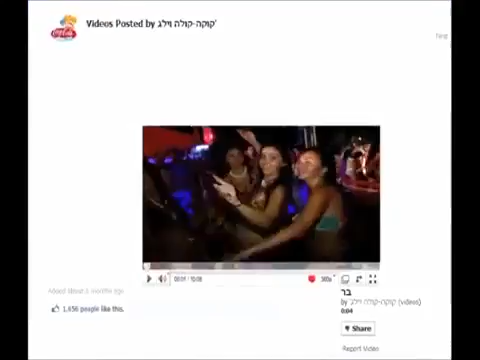 Videos Posted by קוקה-קולה וילג'
Added about 2 months ago
1,656 people like this.
בר
by קוקה-קולה וילג' (videos)
0:04
Share
Report Video